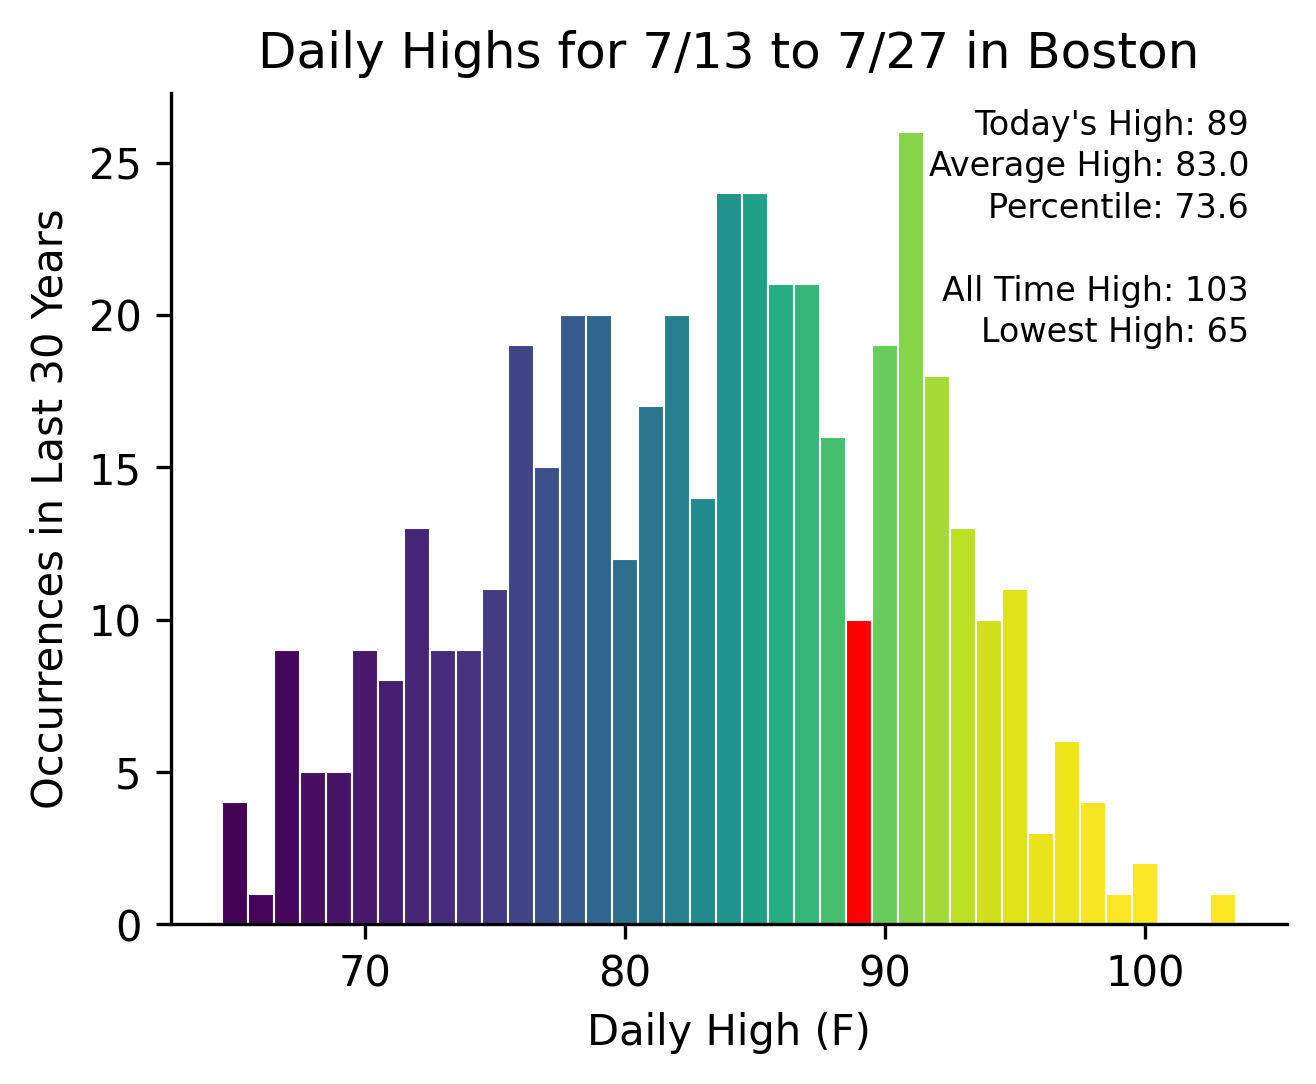 Daily Highs for 7/13 to 7/27 in Boston
Today's High: 89
Average High: 83.0
Percentile: 73.6
All Time High: 103
Lowest High: 65
Occurrences in Last 30 Years
25
20
15
10
5
0
70 80 90 100
Daily High (F)